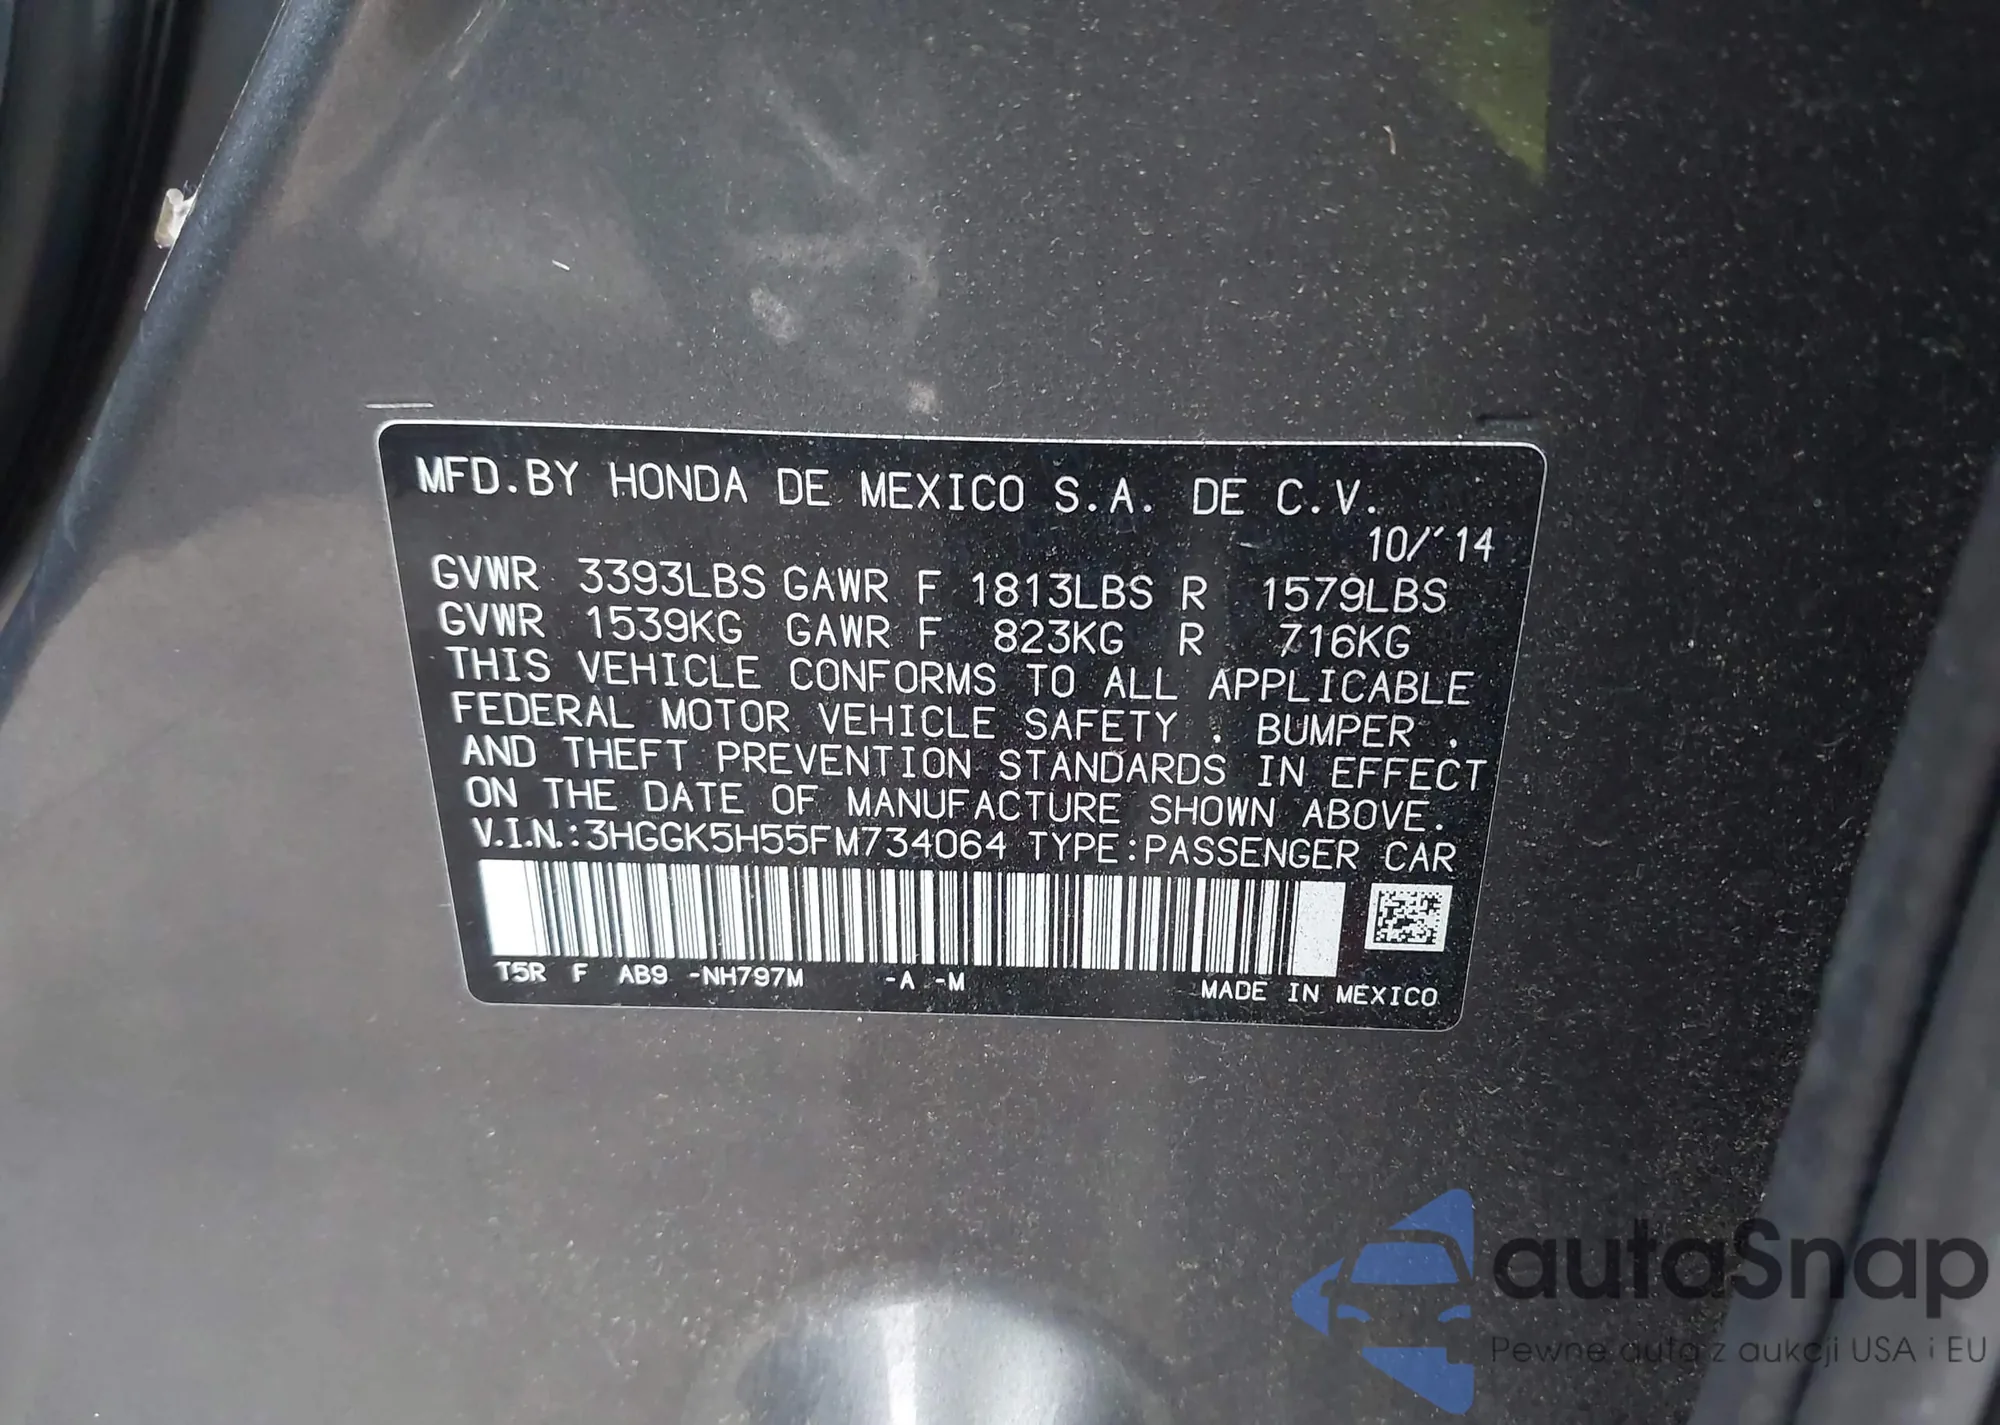 MFD.BY HONDA DE MEXICO S.A. DE C.V.
10/'14
GVWR 3393LBS GAWR F 1813LBS R 1579LBS
GVWR 1539KG GAWR F 823KG R 716KG
THIS VEHICLE CONFORMS TO ALL APPLICABLE
FEDERAL MOTOR VEHICLE SAFETY , BUMPER ,
AND THEFT PREVENTION STANDARDS IN EFFECT
ON THE DATE OF MANUFACTURE SHOWN ABOVE.
V.I.N.:3HGGK5H55FM734064 TYPE:PASSENGER CAR
T5R F AB9 -NH797M -A -M
MADE IN MEXICO
autaSnap
Pewne auta z aukcji USA i EU